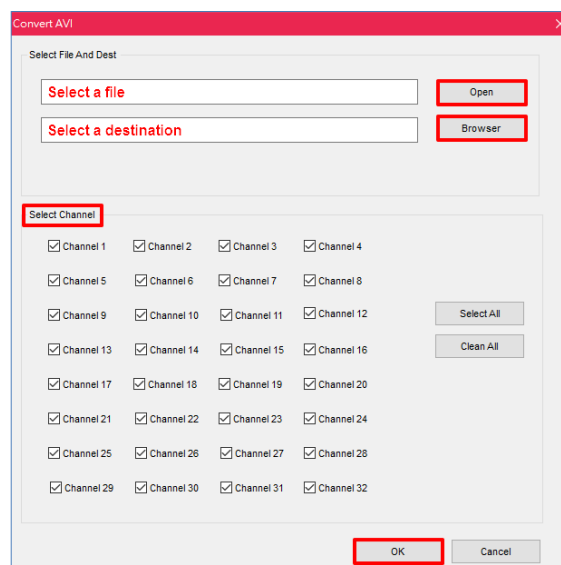 Convert AVI
Select File And Dest
Select a file
Open
Select a destination
Browser
Select Channel
Channel 1 Channel 2 Channel 3 Channel 4
Channel 5 Channel 6 Channel 7 Channel 8
Channel 9 Channel 10 Channel 11 Channel 12
Select All
Channel 13 Channel 14 Channel 15 Channel 16
Clean All
Channel 17 Channel 18 Channel 19 Channel 20
Channel 21 Channel 22 Channel 23 Channel 24
Channel 25 Channel 26 Channel 27 Channel 28
Channel 29 Channel 30 Channel 31 Channel 32
OK Cancel